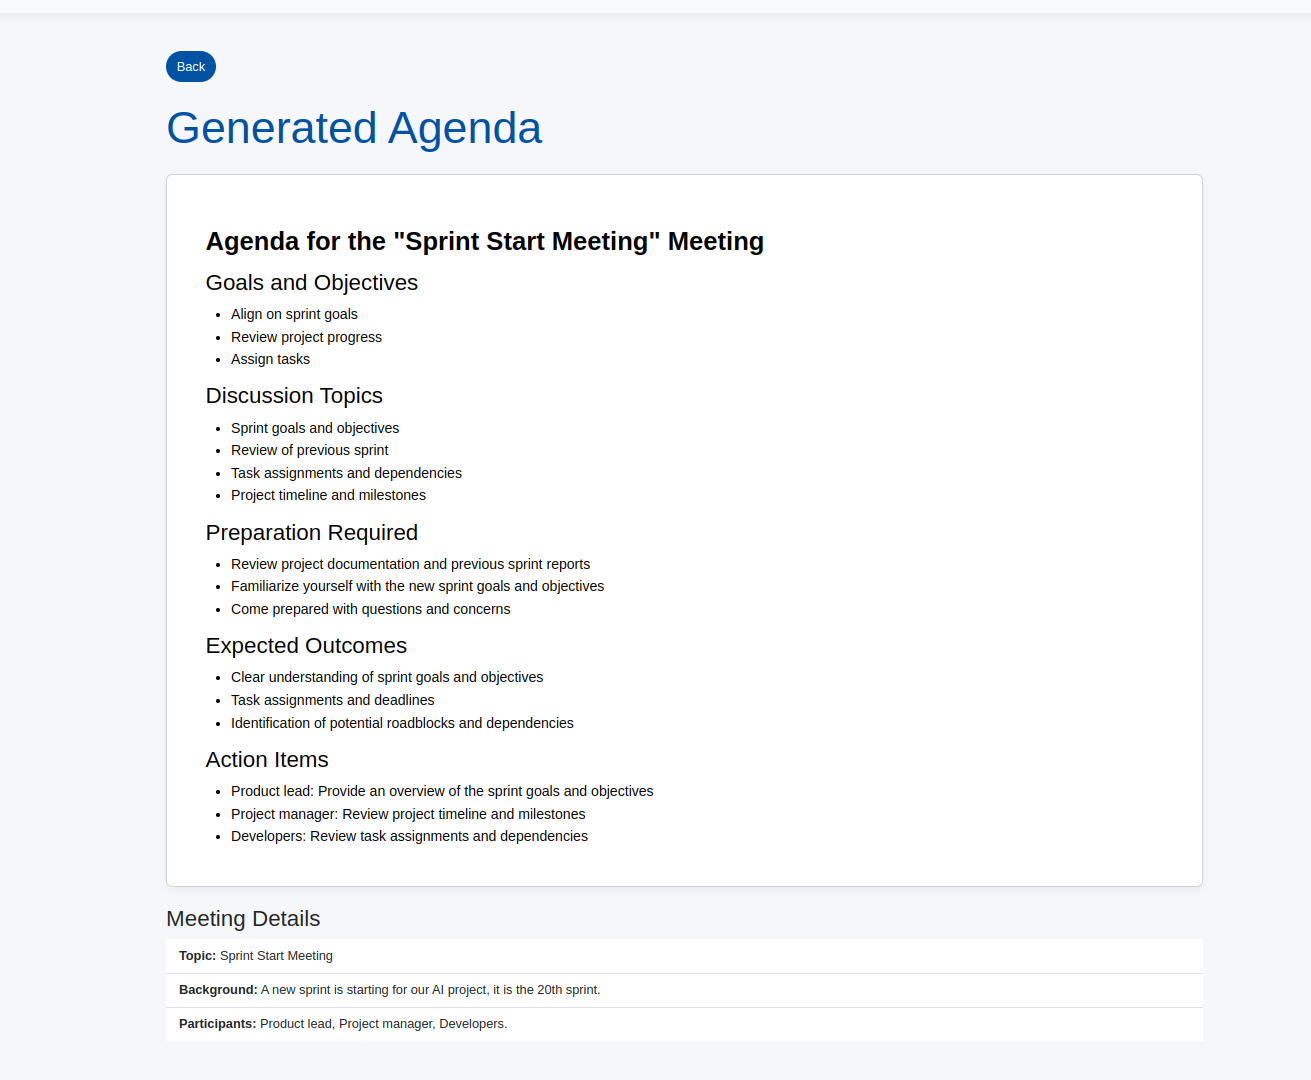 Back
Generated Agenda
Agenda for the "Sprint Start Meeting" Meeting
Goals and Objectives
Align on sprint goals
Review project progress
Assign tasks
Discussion Topics
Sprint goals and objectives
Review of previous sprint
Task assignments and dependencies
Project timeline and milestones
Preparation Required
Review project documentation and previous sprint reports
Familiarize yourself with the new sprint goals and objectives
Come prepared with questions and concerns
Expected Outcomes
Clear understanding of sprint goals and objectives
Task assignments and deadlines
Identification of potential roadblocks and dependencies
Action Items
Product lead: Provide an overview of the sprint goals and objectives
Project manager: Review project timeline and milestones
Developers: Review task assignments and dependencies
Meeting Details
Topic: Sprint Start Meeting
Background: A new sprint is starting for our AI project, it is the 20th sprint.
Participants: Product lead, Project manager, Developers.